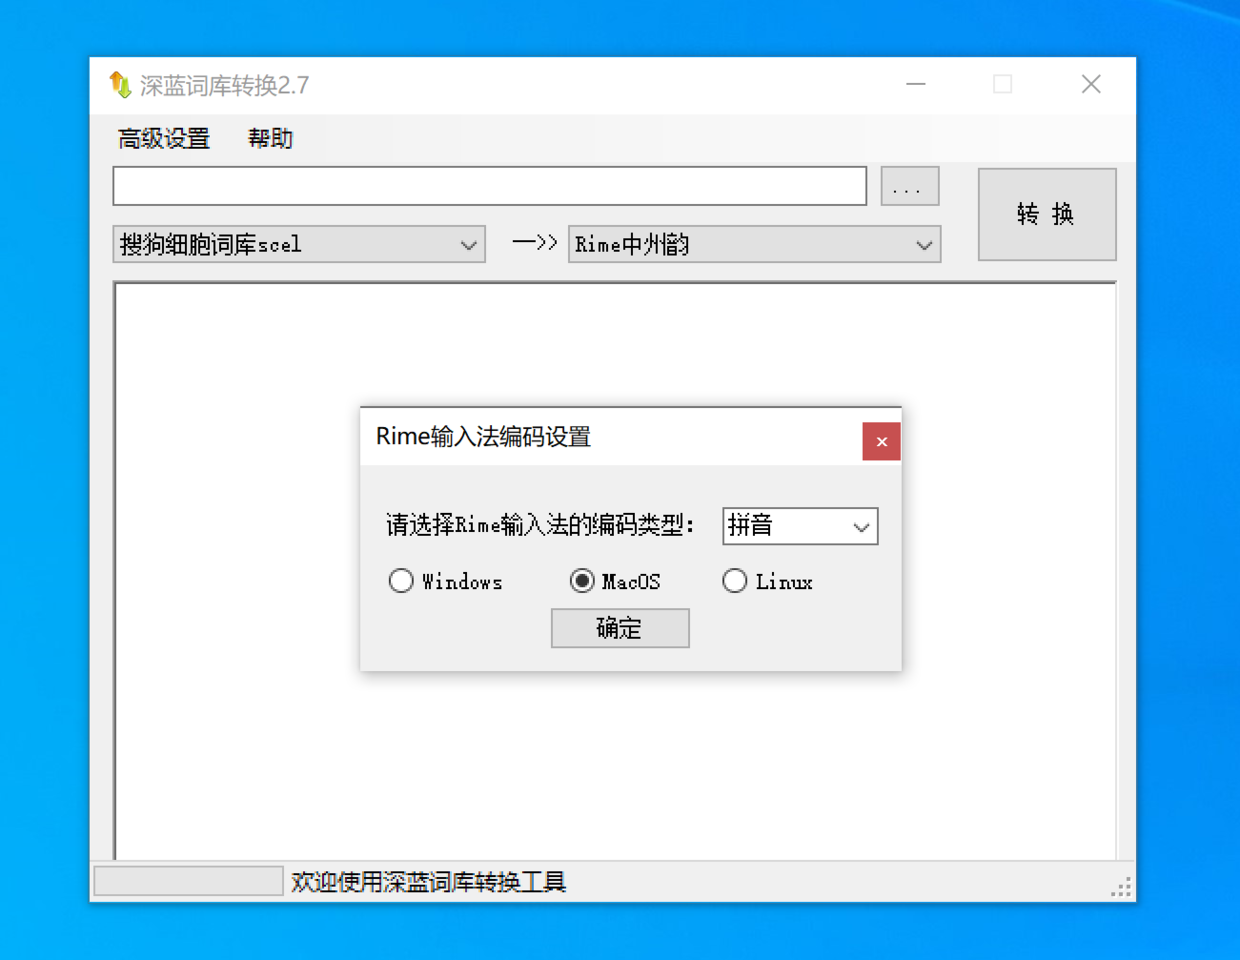 深蓝词库转换2.7
高级设置 帮助
...
转 换
搜狗细胞词库scel —>> Rime中州韵
Rime输入法编码设置
请选择Rime输入法的编码类型: 拼音
Windows MacOS Linux
确定
欢迎使用深蓝词库转换工具